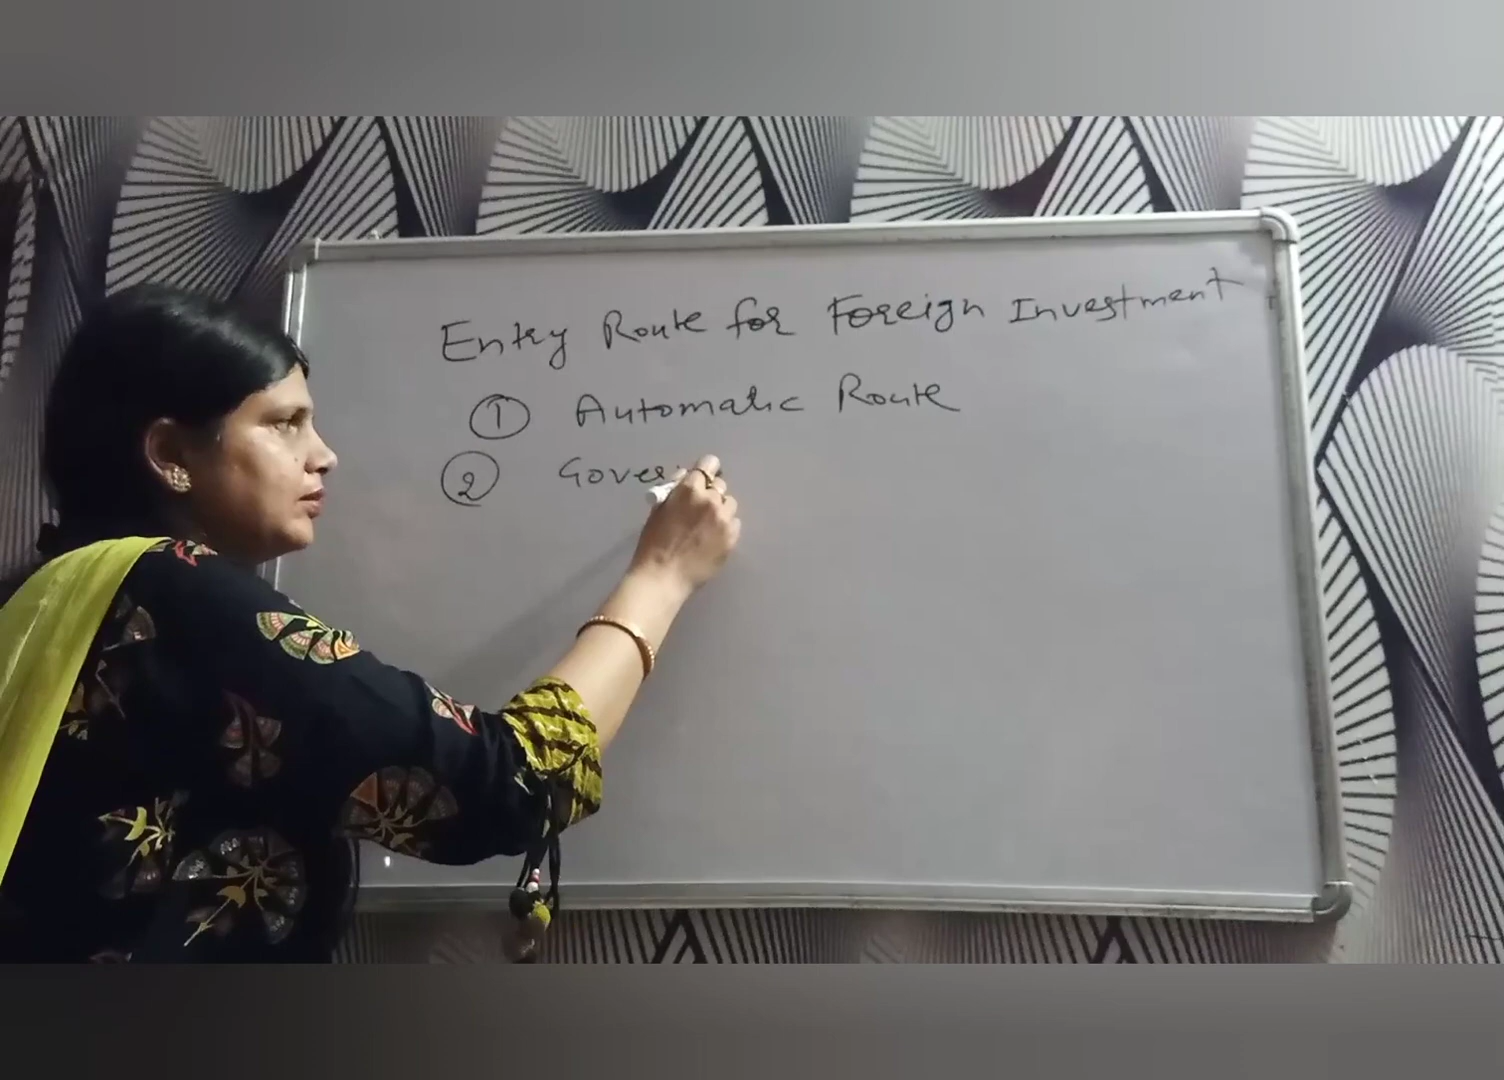 Entry Route for Foreign Investment
① Automatic Route
② Gover